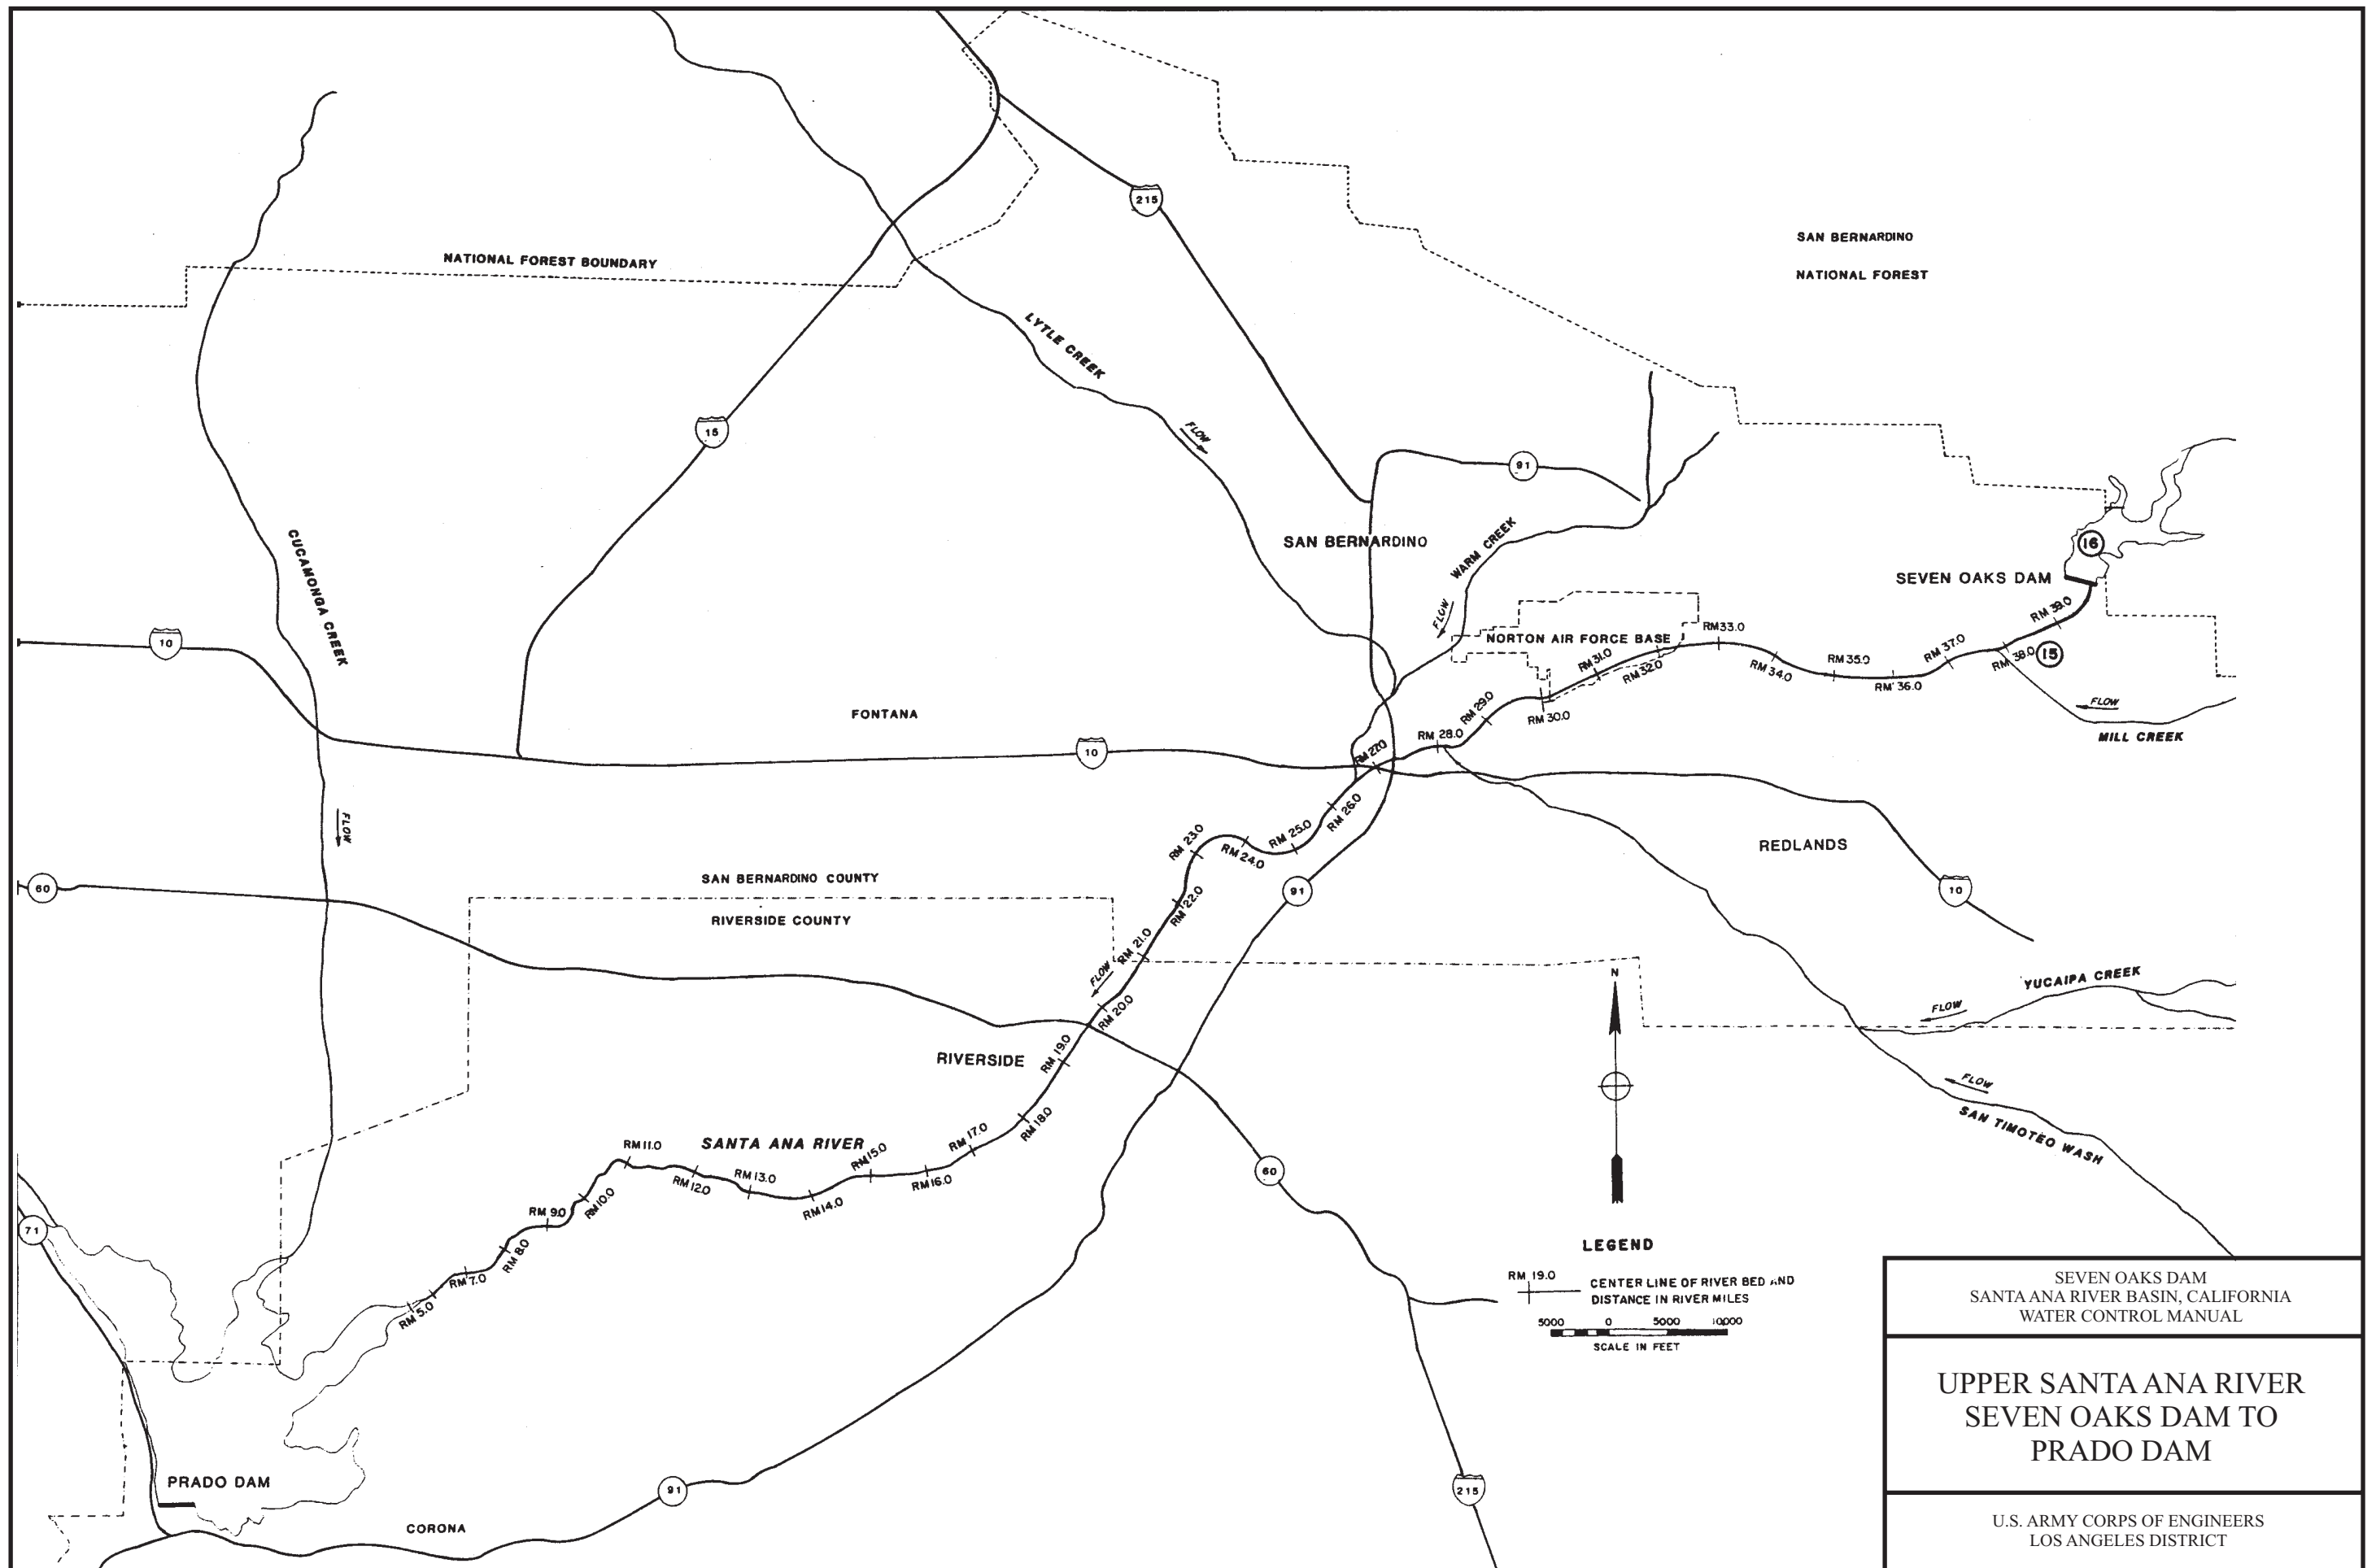 215
SAN BERNARDINO
NATIONAL FOREST
NATIONAL FOREST BOUNDARY
LYTLE CREEK
15
FLOW
91
CUCAMONGA CREEK
SAN BERNARDINO
WARM CREEK
16
SEVEN OAKS DAM
FLOW
NORTON AIR FORCE BASE
RM 39.0
RM 38.0
15
RM 37.0
RM 36.0
RM 35.0
RM 34.0
RM 33.0
RM 32.0
RM 31.0
RM 30.0
RM 29.0
RM 28.0
RM 27.0
10
FLOW
MILL CREEK
FONTANA
10
FLOW
RM 26.0
RM 25.0
RM 24.0
RM 23.0
RM 22.0
RM 21.0
REDLANDS
10
91
60
SAN BERNARDINO COUNTY
RIVERSIDE COUNTY
FLOW
RM 20.0
RM 19.0
RM 18.0
RIVERSIDE
N
YUCAIPA CREEK
FLOW
FLOW
SAN TIMOTEO WASH
SANTA ANA RIVER
RM 17.0
RM 16.0
RM 15.0
RM 14.0
RM 13.0
RM 12.0
RM 11.0
RM 10.0
RM 9.0
RM 8.0
RM 7.0
RM 5.0
60
71
LEGEND
RM 19.0
CENTER LINE OF RIVER BED AND
DISTANCE IN RIVER MILES
5000 0 5000 10,000
SCALE IN FEET
PRADO DAM
91
215
CORONA
SEVEN OAKS DAM
SANTA ANA RIVER BASIN, CALIFORNIA
WATER CONTROL MANUAL
UPPER SANTA ANA RIVER
SEVEN OAKS DAM TO
PRADO DAM
U.S. ARMY CORPS OF ENGINEERS
LOS ANGELES DISTRICT